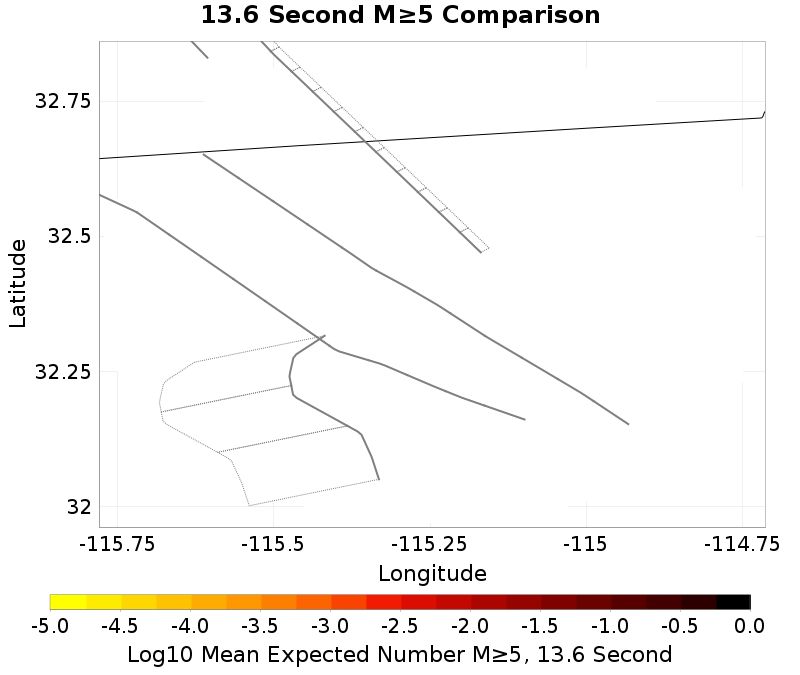 13.6 Second M≥5 Comparison
32.75
32.5
32.25
32
Latitude
-115.75 -115.5 -115.25 -115 -114.75
Longitude
-5.0 -4.5 -4.0 -3.5 -3.0 -2.5 -2.0 -1.5 -1.0 -0.5 0.0
Log10 Mean Expected Number M≥5, 13.6 Second